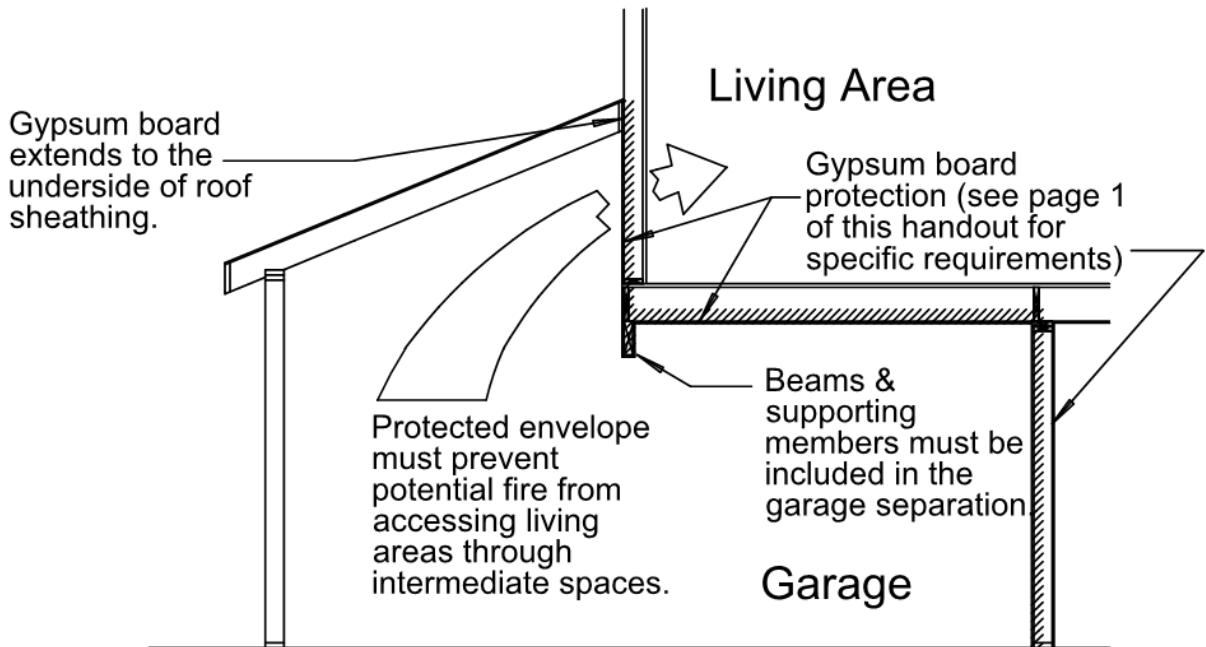 Living Area
Gypsum board
extends to the
underside of roof
sheathing.
Gypsum board
protection (see page 1
of this handout for
specific requirements)
Protected envelope
must prevent
potential fire from
accessing living
areas through
intermediate spaces.
Beams &
supporting
members must be
included in the
garage separation.
Garage